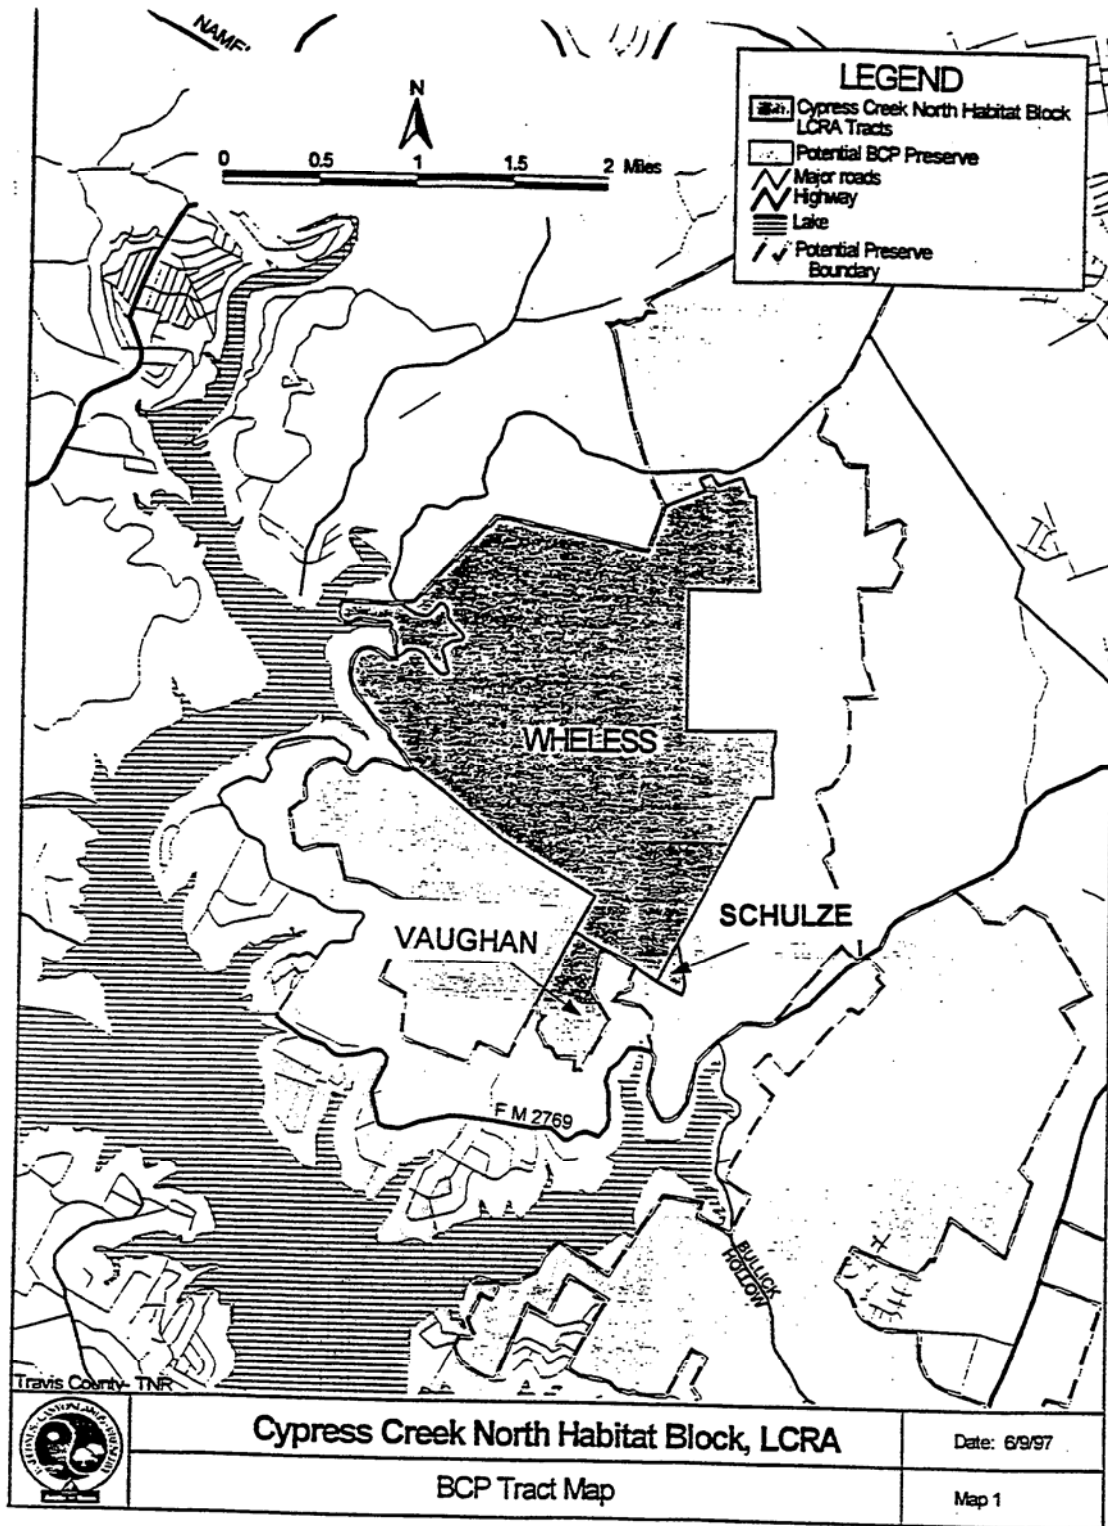 NAME
LEGEND
Cypress Creek North Habitat Block
LCRA Tracts
Potential BCP Preserve
Major roads
Highway
Lake
Potential Preserve
Boundary
N
0 0.5 1 1.5 2 Miles
WHELESS
SCHULZE
VAUGHAN
F M 2769
BULLICK
HOLLOW
Travis County- TNR
Cypress Creek North Habitat Block, LCRA
Date: 6/9/97
BCP Tract Map
Map 1